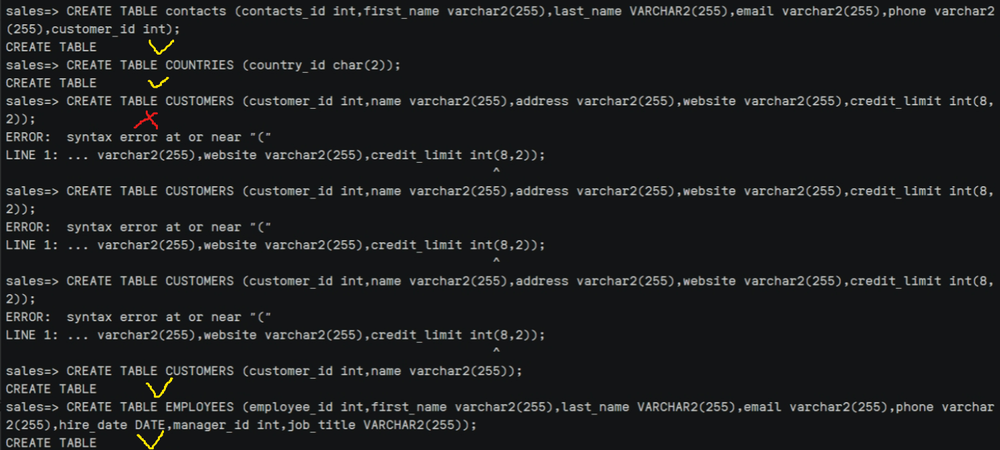 sales=> CREATE TABLE contacts (contacts_id int,first_name varchar2(255),last_name VARCHAR2(255),email varchar2(255),phone varchar2
(255),customer_id int);
CREATE TABLE
sales=> CREATE TABLE COUNTRIES (country_id char(2));
CREATE TABLE
sales=> CREATE TABLE CUSTOMERS (customer_id int,name varchar2(255),address varchar2(255),website varchar2(255),credit_limit int(8,
2));
ERROR:  syntax error at or near "("
LINE 1: ... varchar2(255),website varchar2(255),credit_limit int(8,2));
^
sales=> CREATE TABLE CUSTOMERS (customer_id int,name varchar2(255),address varchar2(255),website varchar2(255),credit_limit int(8,
2));
ERROR:  syntax error at or near "("
LINE 1: ... varchar2(255),website varchar2(255),credit_limit int(8,2));
^
sales=> CREATE TABLE CUSTOMERS (customer_id int,name varchar2(255),address varchar2(255),website varchar2(255),credit_limit int(8,
2));
ERROR:  syntax error at or near "("
LINE 1: ... varchar2(255),website varchar2(255),credit_limit int(8,2));
^
sales=> CREATE TABLE CUSTOMERS (customer_id int,name varchar2(255));
CREATE TABLE
sales=> CREATE TABLE EMPLOYEES (employee_id int,first_name varchar2(255),last_name VARCHAR2(255),email varchar2(255),phone varchar
2(255),hire_date DATE,manager_id int,job_title VARCHAR2(255));
CREATE TABLE